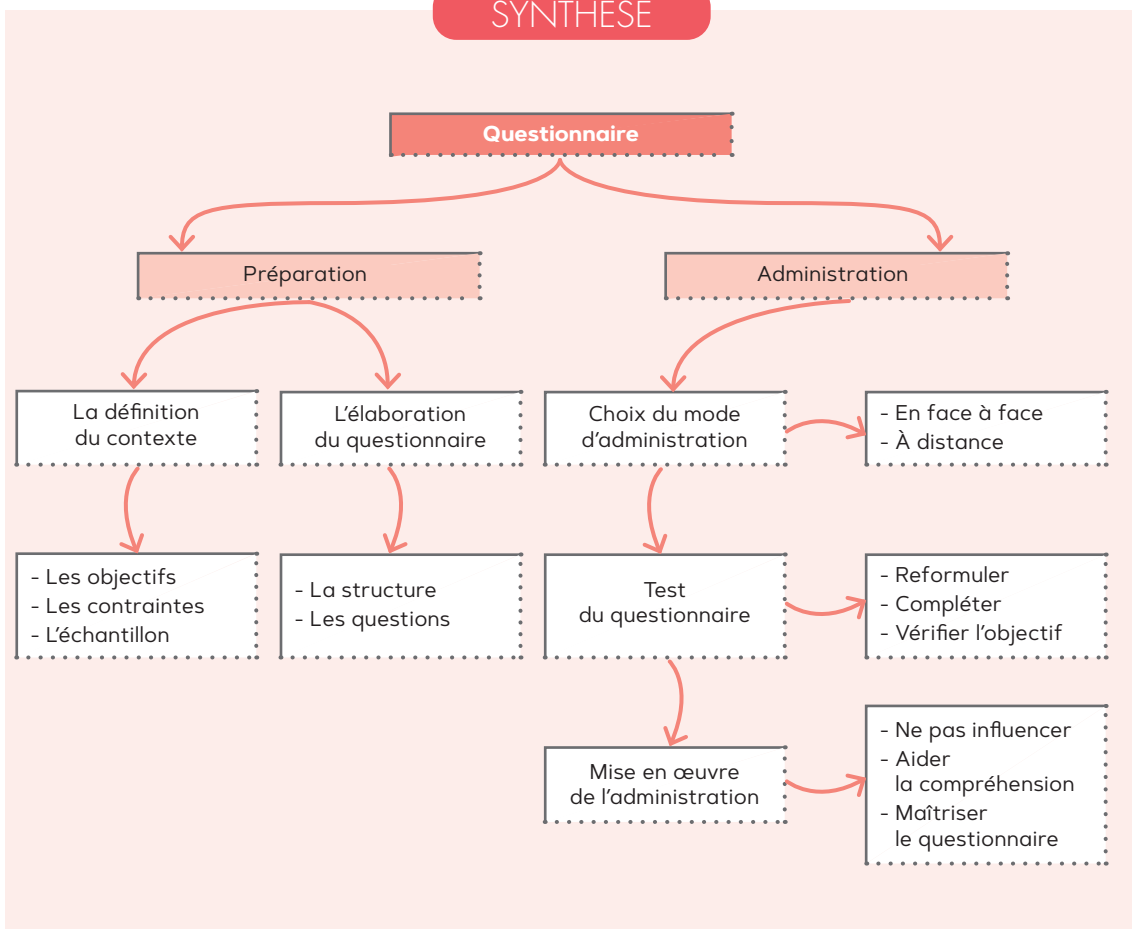 SYNTHÈSE
Questionnaire
Préparation
Administration
La définition
du contexte
L'élaboration
du questionnaire
Choix du mode
d'administration
- En face à face
- À distance
- Les objectifs
- Les contraintes
- L'échantillon
- La structure
- Les questions
Test
du questionnaire
- Reformuler
- Compléter
- Vérifier l'objectif
Mise en œuvre
de l'administration
- Ne pas influencer
- Aider
la compréhension
- Maîtriser
le questionnaire